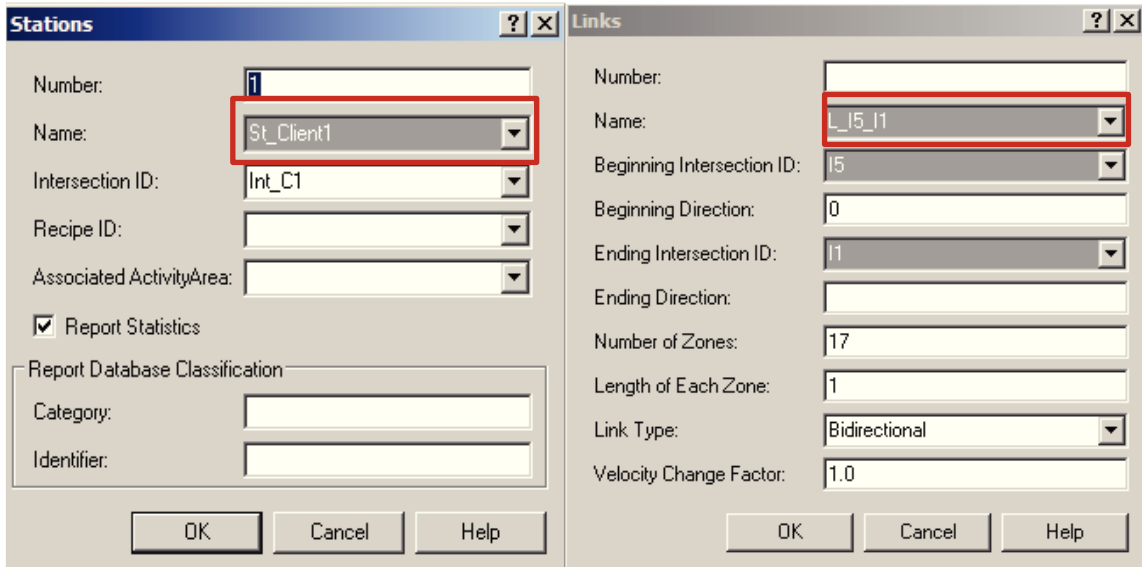 Stations
Number:
1
Name:
St_Client1
Intersection ID:
Int_C1
Recipe ID:
Associated ActivityArea:
Report Statistics
Report Database Classification
Category:
Identifier:
OK
Cancel
Help
Links
Number:
Name:
L_I5_I1
Beginning Intersection ID:
I5
Beginning Direction:
0
Ending Intersection ID:
I1
Ending Direction:
Number of Zones:
17
Length of Each Zone:
1
Link Type:
Bidirectional
Velocity Change Factor:
1.0
OK
Cancel
Help